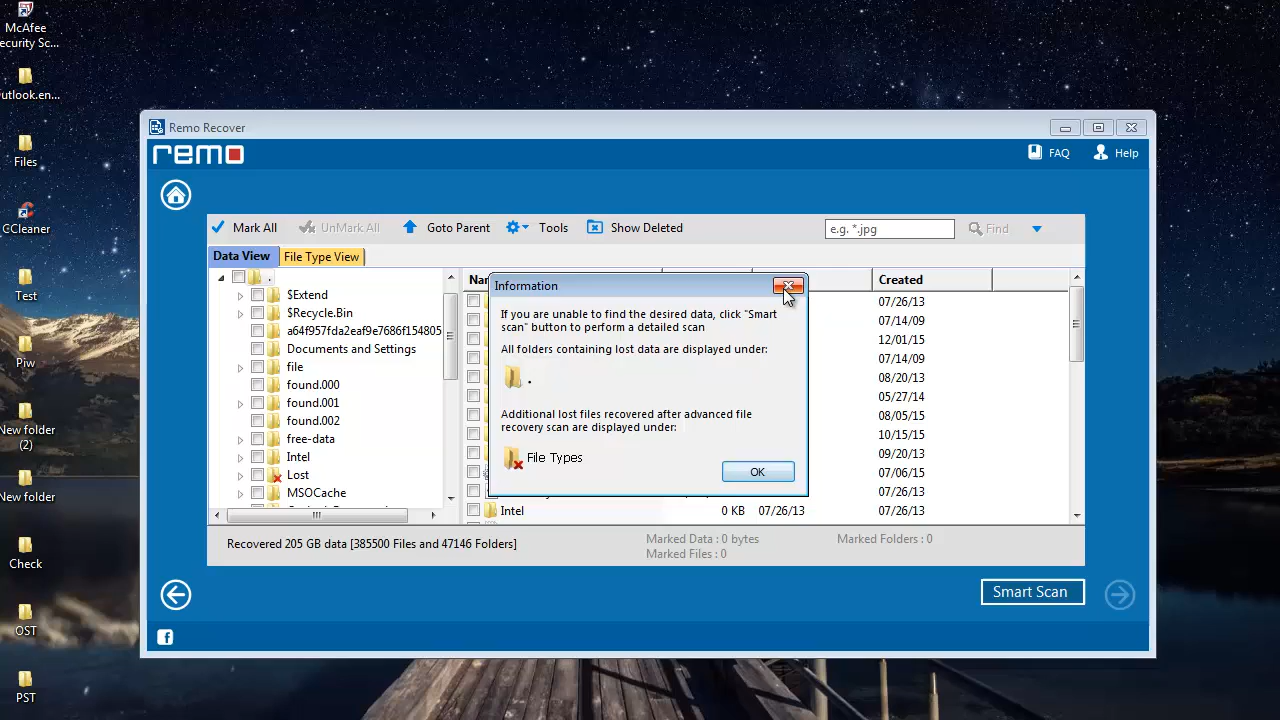 McAfee
ecurity Sc...
utlook.en...
Files
CCleaner
Test
Piw
New folder
(2)
New folder
Check
OST
PST
Remo Recover
remo
FAQ
Help
Mark All
UnMark All
Goto Parent
Tools
Show Deleted
e.g. *.jpg
Find
Data View
File Type View
.
$Extend
$Recycle.Bin
a64f957fda2eaf9e7686f154805
Documents and Settings
file
found.000
found.001
found.002
free-data
Intel
Lost
MSOCache
Created
07/26/13
07/14/09
12/01/15
07/14/09
08/20/13
05/27/14
08/05/15
10/15/15
09/20/13
07/06/15
07/26/13
Intel 0 KB 07/26/13 07/26/13
Information
If you are unable to find the desired data, click "Smart
scan" button to perform a detailed scan
All folders containing lost data are displayed under:
.
Additional lost files recovered after advanced file
recovery scan are displayed under:
File Types
OK
Recovered 205 GB data [385500 Files and 47146 Folders]
Marked Data : 0 bytes
Marked Files : 0
Marked Folders : 0
Smart Scan
f